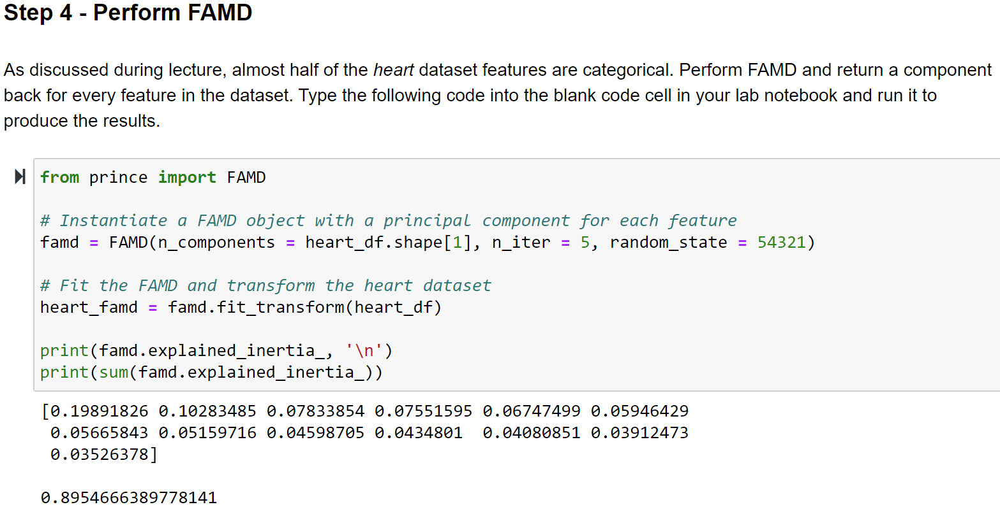 Step 4 - Perform FAMD
As discussed during lecture, almost half of the heart dataset features are categorical. Perform FAMD and return a component
back for every feature in the dataset. Type the following code into the blank code cell in your lab notebook and run it to
produce the results.
from prince import FAMD
# Instantiate a FAMD object with a principal component for each feature
famd = FAMD(n_components = heart_df.shape[1], n_iter = 5, random_state = 54321)
# Fit the FAMD and transform the heart dataset
heart_famd = famd.fit_transform(heart_df)
print(famd.explained_inertia_, '\n')
print(sum(famd.explained_inertia_))
[0.19891826 0.10283485 0.07833854 0.07551595 0.06747499 0.05946429
0.05665843 0.05159716 0.04598705 0.0434801  0.04080851 0.03912473
0.03526378]
0.8954666389778141